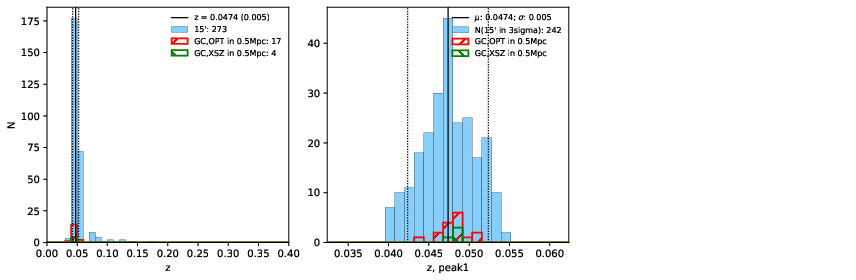 z = 0.0474 (0.005)
15': 273
GC,OPT in 0.5Mpc: 17
GC,XSZ in 0.5Mpc: 4
175
150
125
100
75
50
25
0
N
0.00 0.05 0.10 0.15 0.20 0.25 0.30 0.35 0.40
z
μ: 0.0474; σ: 0.005
N(15' in 3sigma): 242
GC,OPT in 0.5Mpc
GC,XSZ in 0.5Mpc
40
30
20
10
0
0.035 0.040 0.045 0.050 0.055 0.060
z, peak1